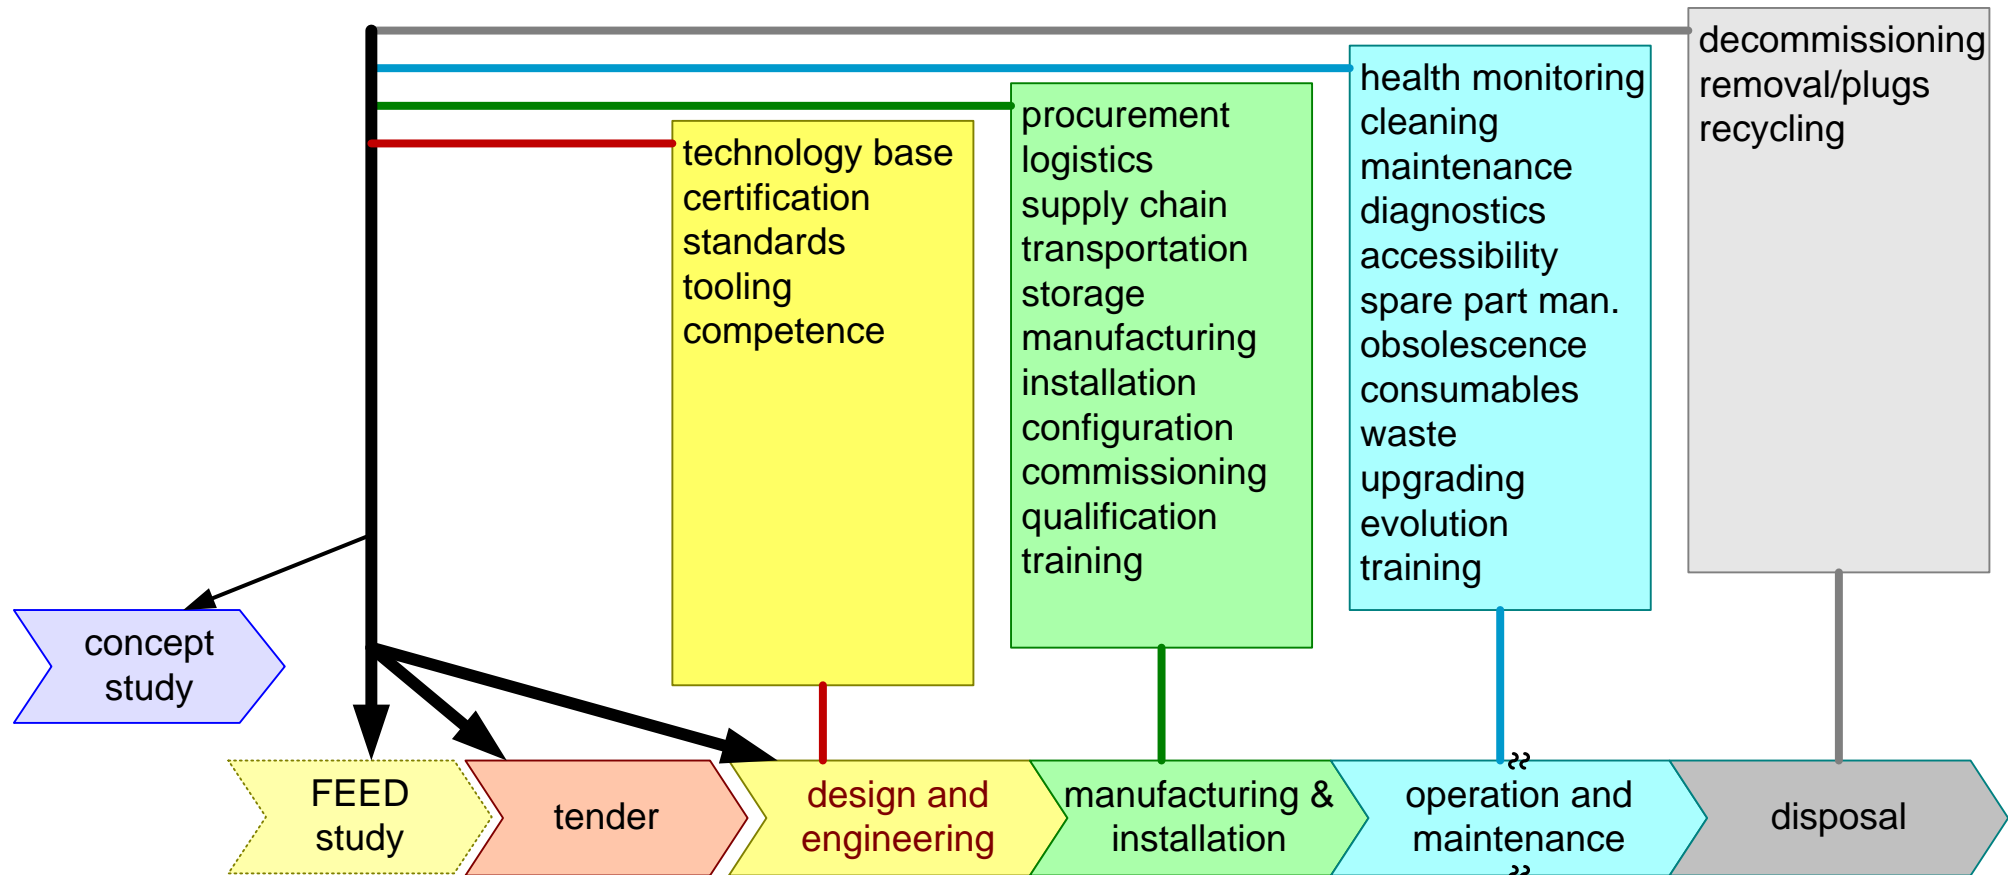 decommissioning
removal/plugs
recycling
health monitoring
cleaning
maintenance
diagnostics
accessibility
spare part man.
obsolescence
consumables
waste
upgrading
evolution
training
procurement
logistics
supply chain
transportation
storage
manufacturing
installation
configuration
commissioning
qualification
training
technology base
certification
standards
tooling
competence
concept
study
FEED
study
tender
design and
engineering
manufacturing &
installation
operation and
maintenance
disposal